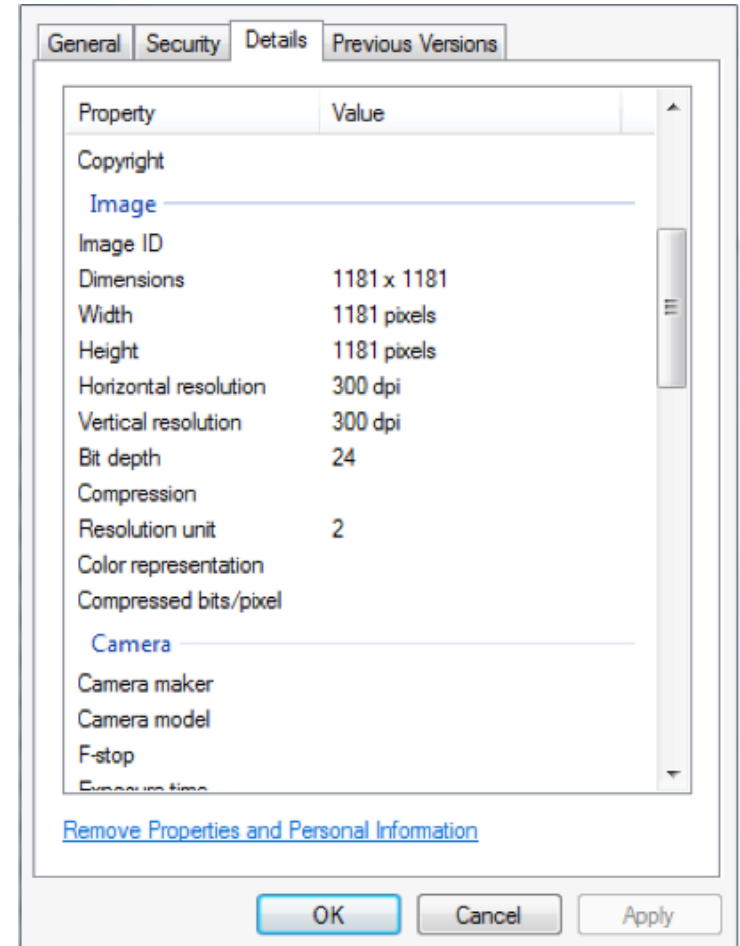 General Security Details Previous Versions
Property Value
Copyright
Image
Image ID
Dimensions 1181 x 1181
Width 1181 pixels
Height 1181 pixels
Horizontal resolution 300 dpi
Vertical resolution 300 dpi
Bit depth 24
Compression
Resolution unit 2
Color representation
Compressed bits/pixel
Camera
Camera maker
Camera model
F-stop
Exposure time
Remove Properties and Personal Information
OK Cancel Apply